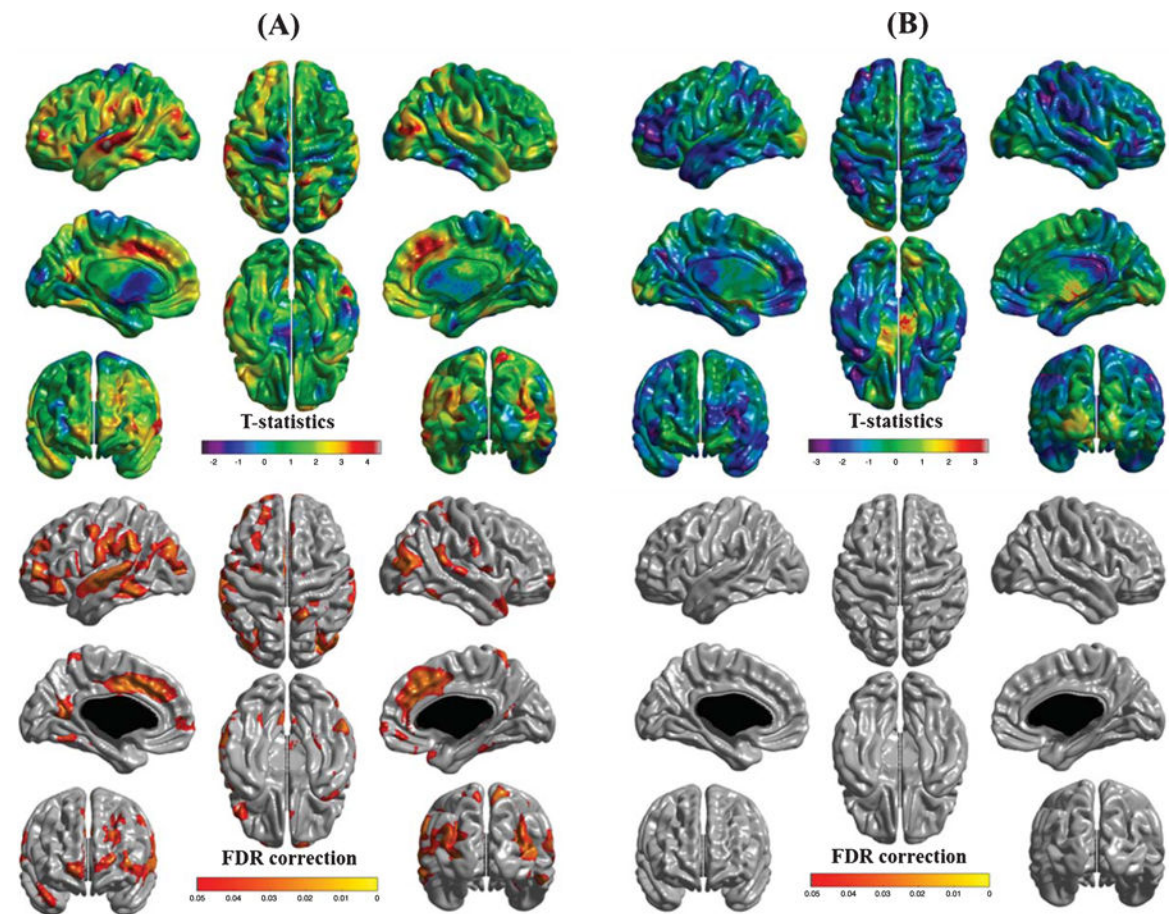 (A) (B)
T-statistics T-statistics
-2 -1 0 1 2 3 4 -3 -2 -1 0 1 2 3
FDR correction FDR correction
0.05 0.04 0.03 0.02 0.01 0 0.05 0.04 0.03 0.02 0.01 0